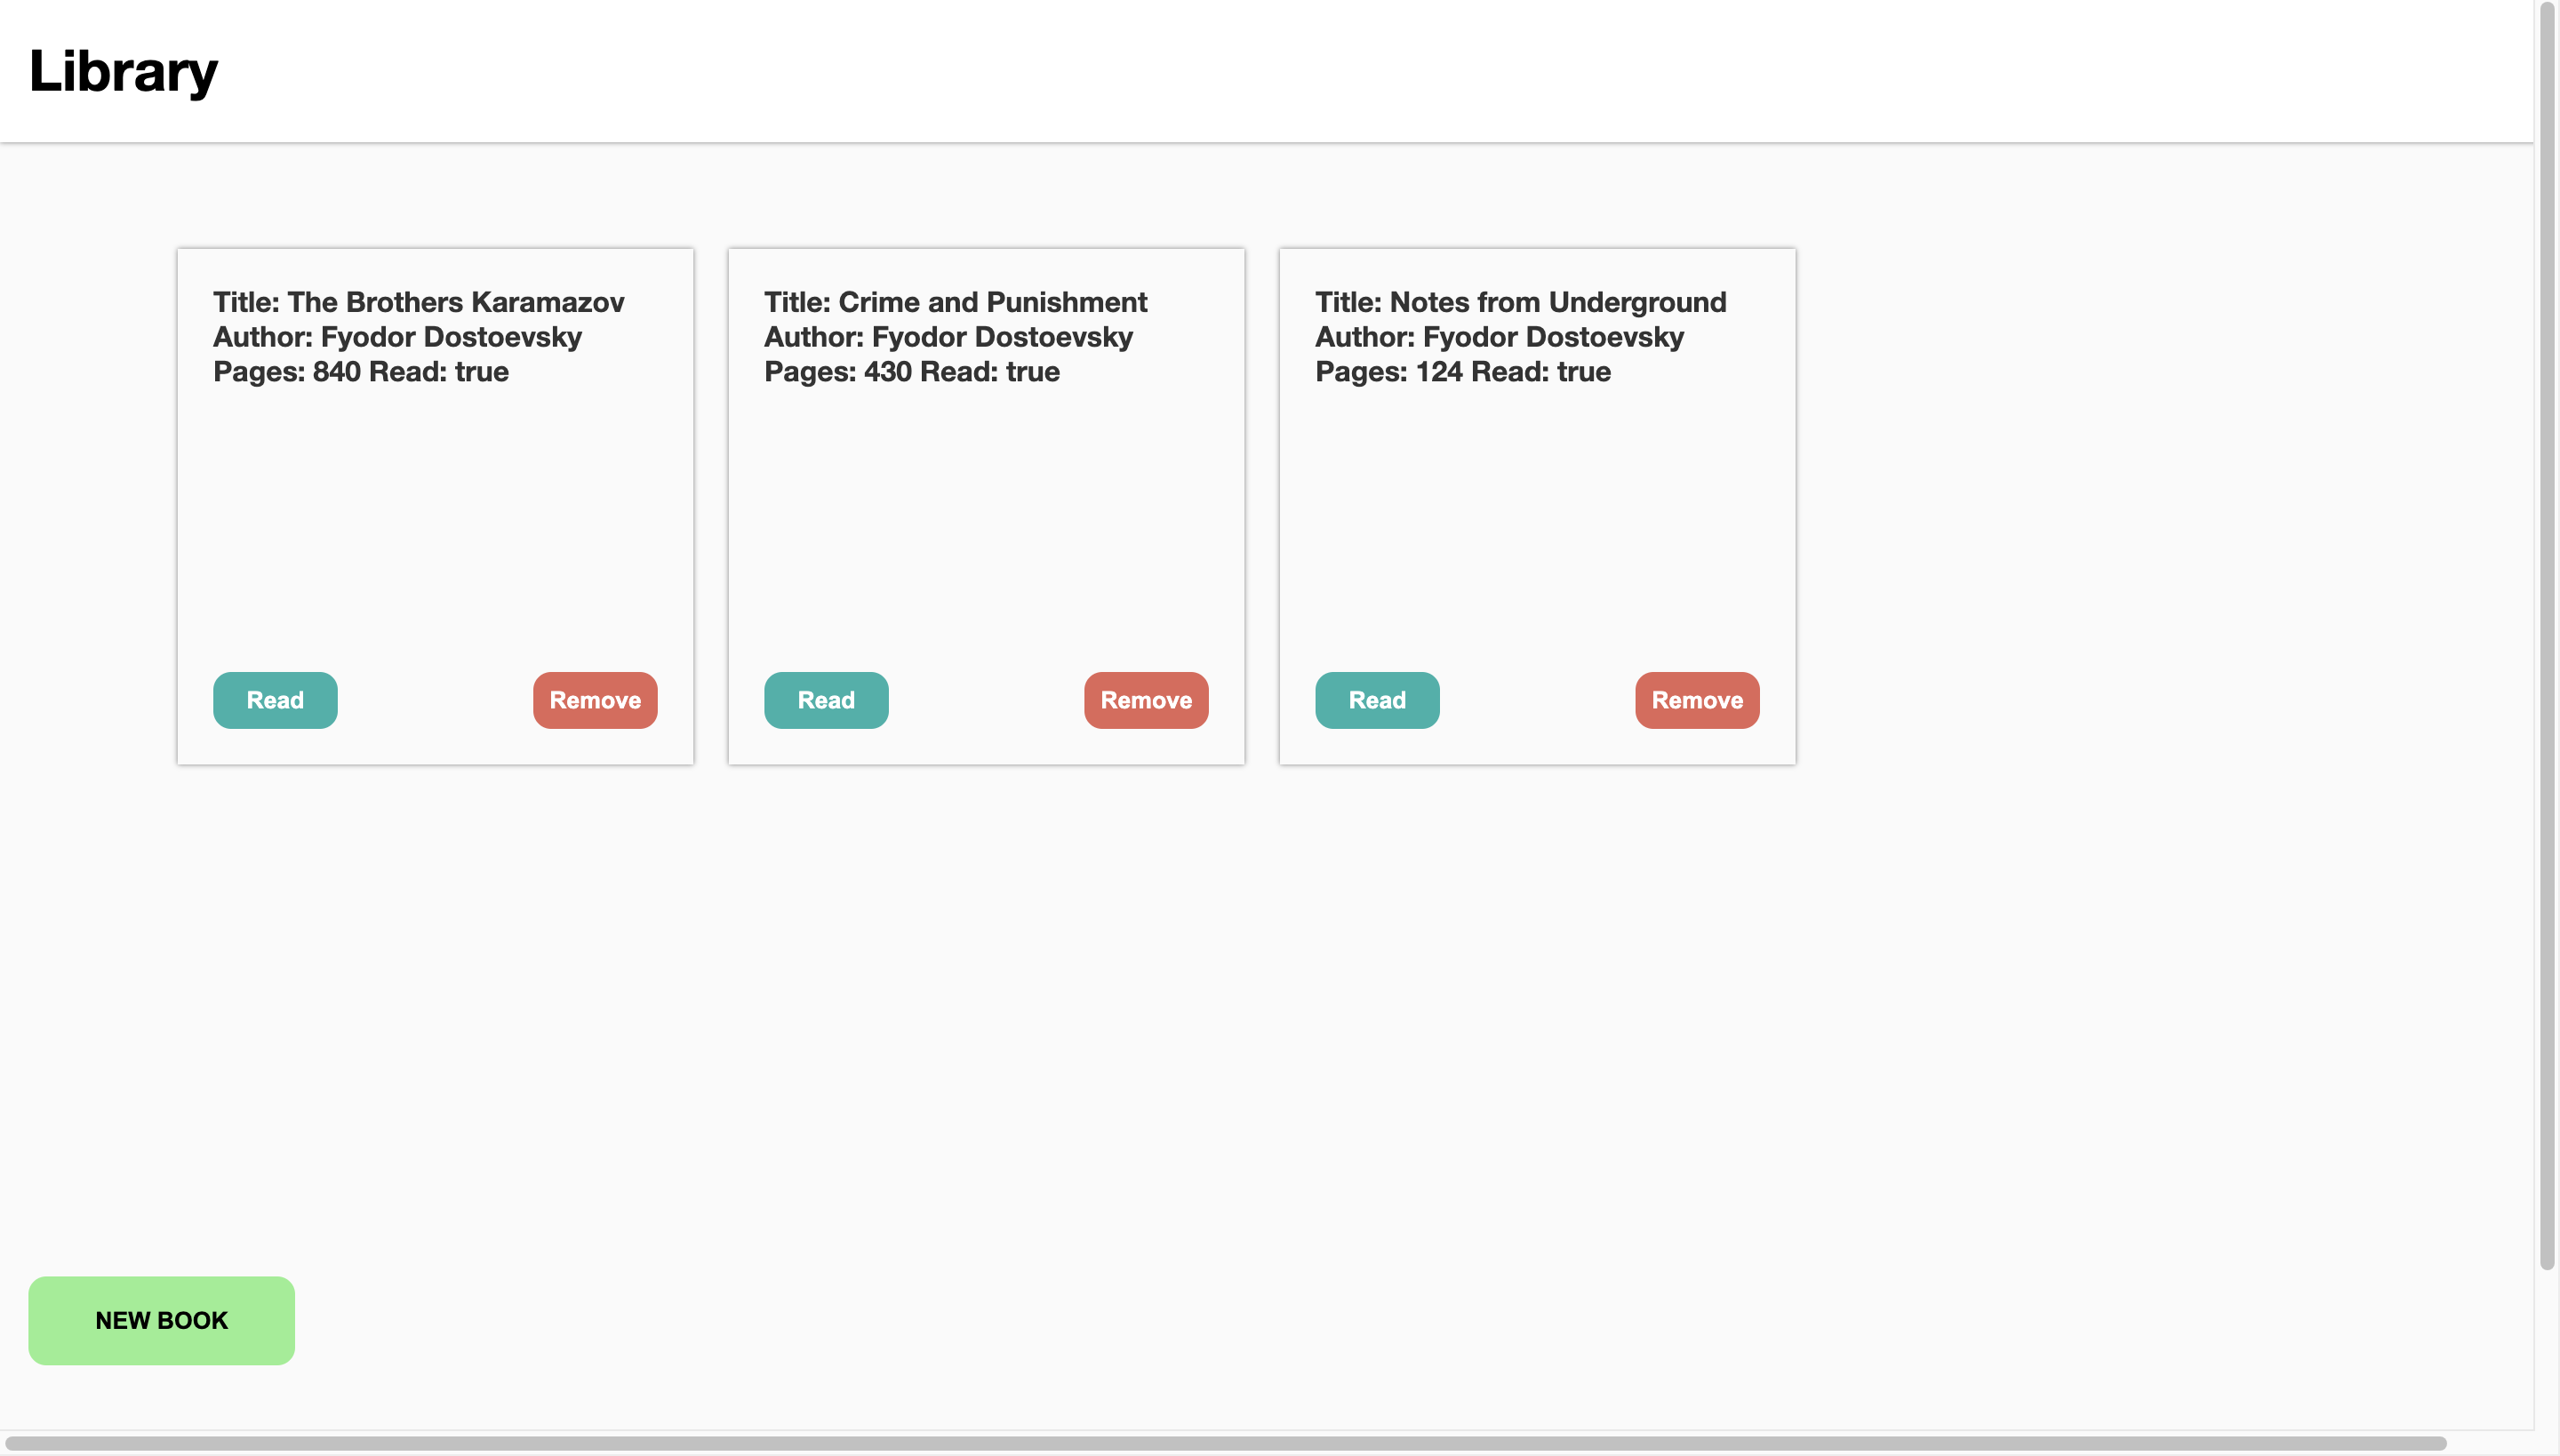 Library
Title: The Brothers Karamazov
Author: Fyodor Dostoevsky
Pages: 840 Read: true
Read
Remove
Title: Crime and Punishment
Author: Fyodor Dostoevsky
Pages: 430 Read: true
Read
Remove
Title: Notes from Underground
Author: Fyodor Dostoevsky
Pages: 124 Read: true
Read
Remove
NEW BOOK